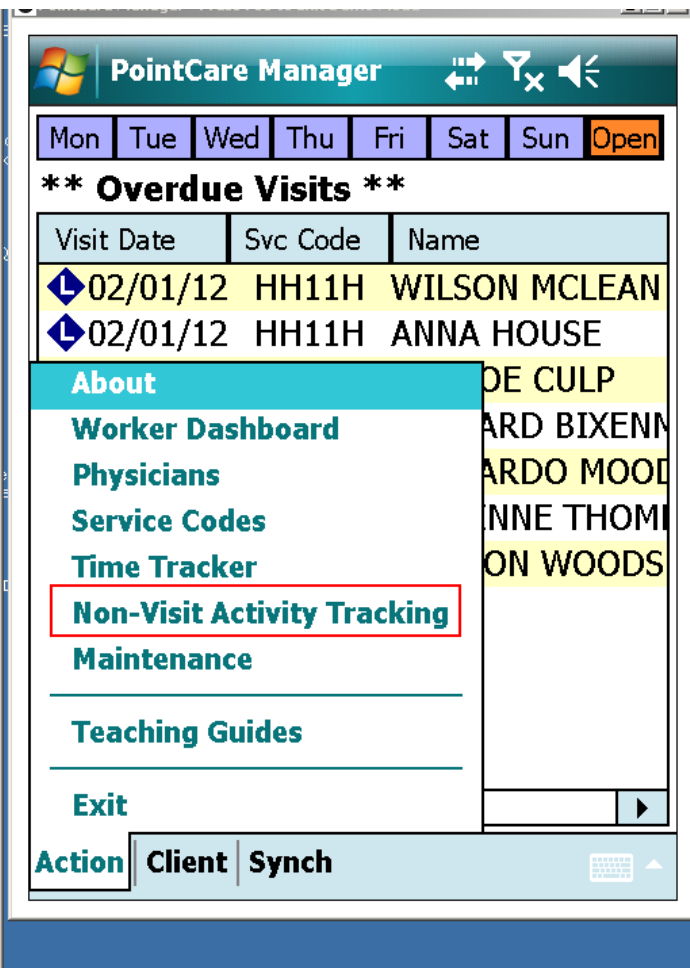 PointCare Manager
Mon Tue Wed Thu Fri Sat Sun Open
** Overdue Visits **
Visit Date Svc Code Name
L 02/01/12 HH11H WILSON MCLEAN
L 02/01/12 HH11H ANNA HOUSE
About
OE CULP
Worker Dashboard
ARD BIXENN
Physicians
ARDO MOOD
Service Codes
NNE THOM
Time Tracker
ON WOODS
Non-Visit Activity Tracking
Maintenance
Teaching Guides
Exit
Action Client Synch